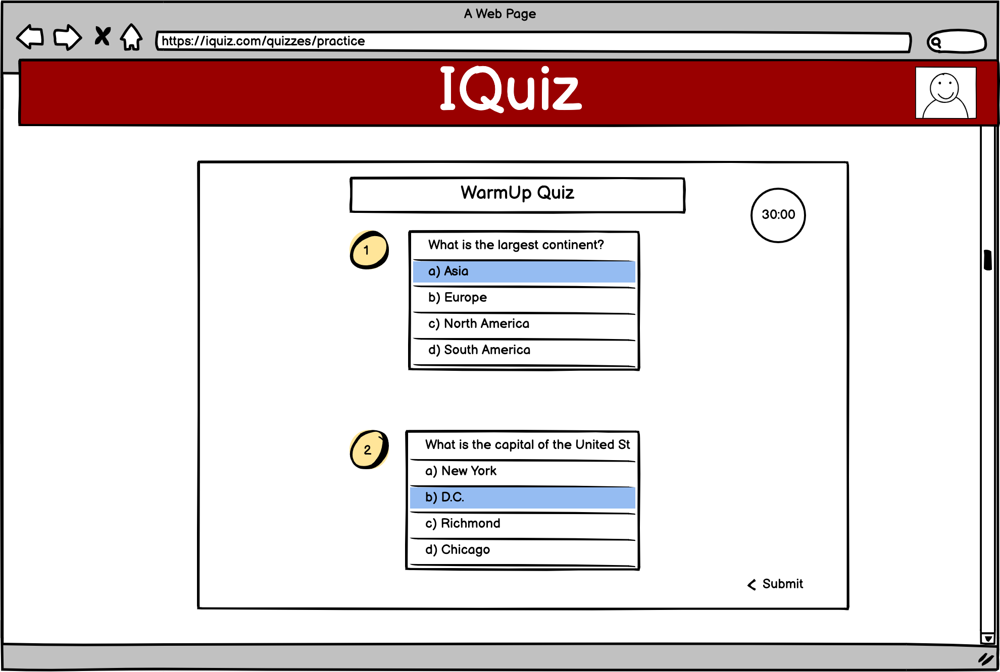 A Web Page
https://iquiz.com/quizzes/practice
IQuiz
WarmUp Quiz
30:00
1
What is the largest continent?
a) Asia
b) Europe
c) North America
d) South America
2
What is the capital of the United St
a) New York
b) D.C.
c) Richmond
d) Chicago
Submit